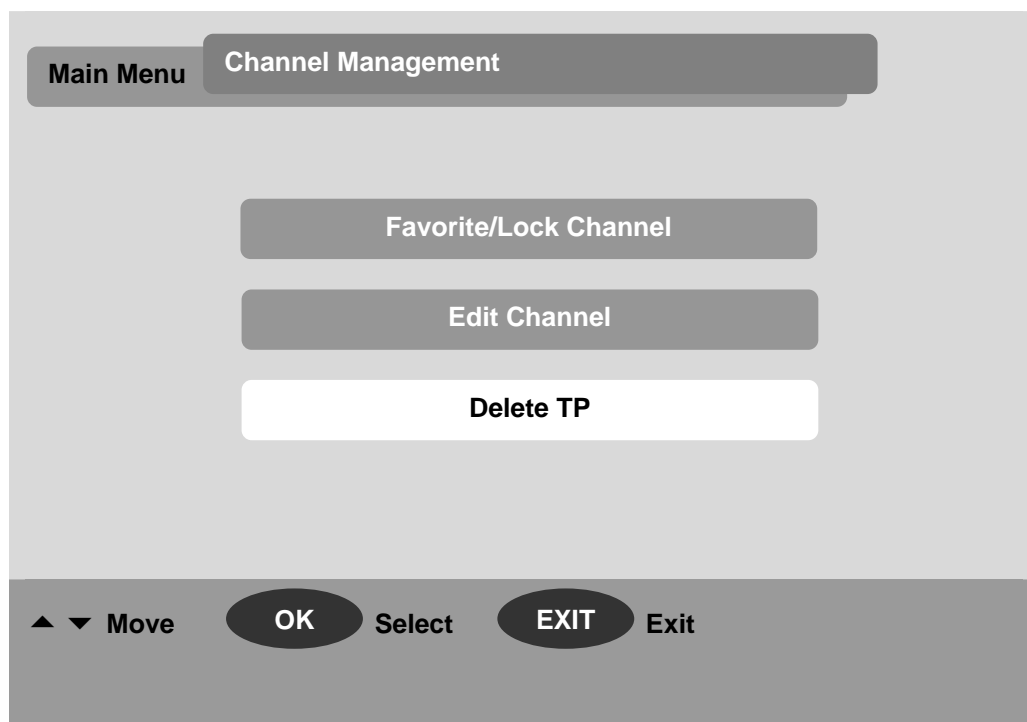 Main Menu
Channel Management
Favorite/Lock Channel
Edit Channel
Delete TP
Move OK Select EXIT Exit